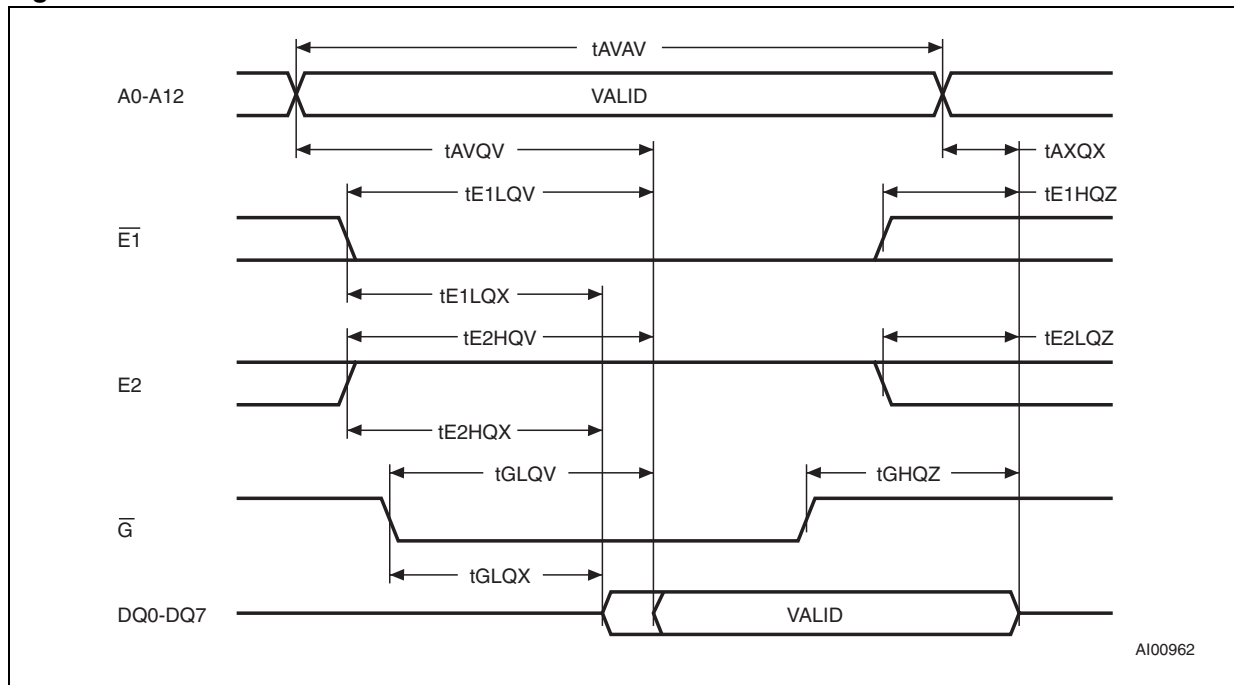 tAVAV
A0-A12
VALID
tAVQV
tAXQX
tE1LQV
tE1HQZ
E1
tE1LQX
tE2HQV
tE2LQZ
E2
tE2HQX
tGLQV
tGHQZ
G
tGLQX
DQ0-DQ7
VALID
AI00962